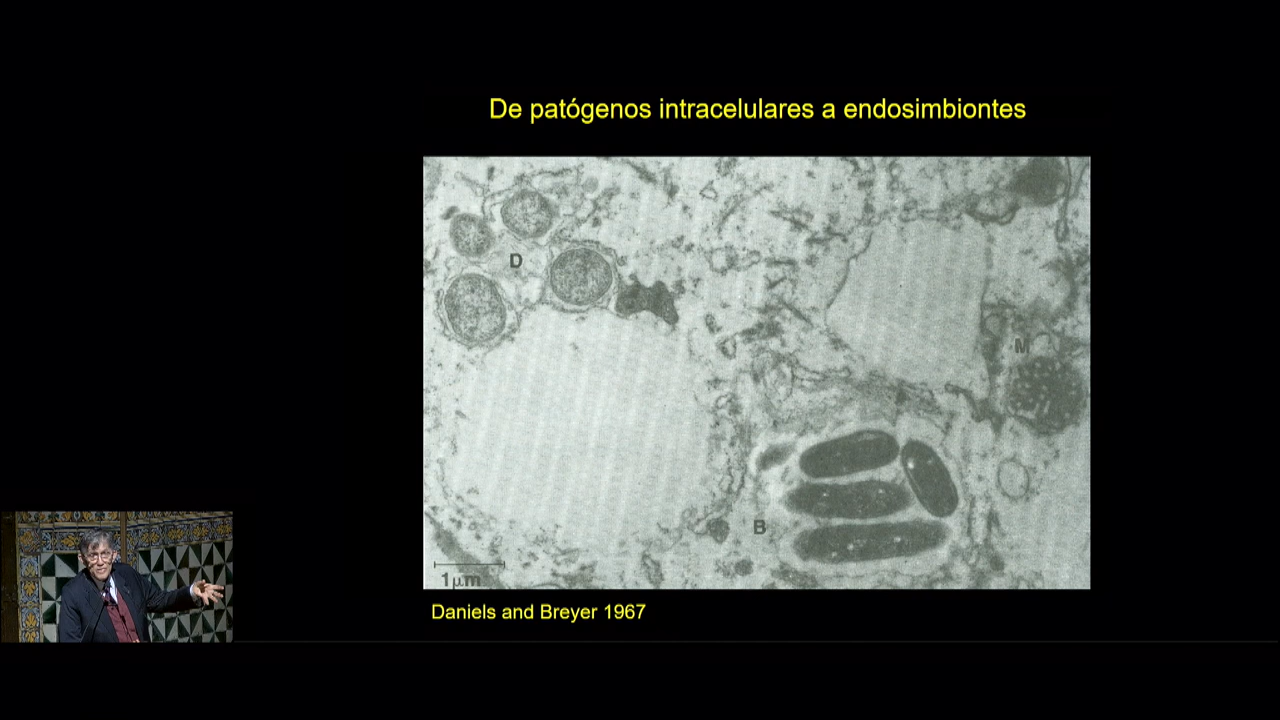 De patógenos intracelulares a endosimbiontes
D
M
B
1µm
Daniels and Breyer 1967